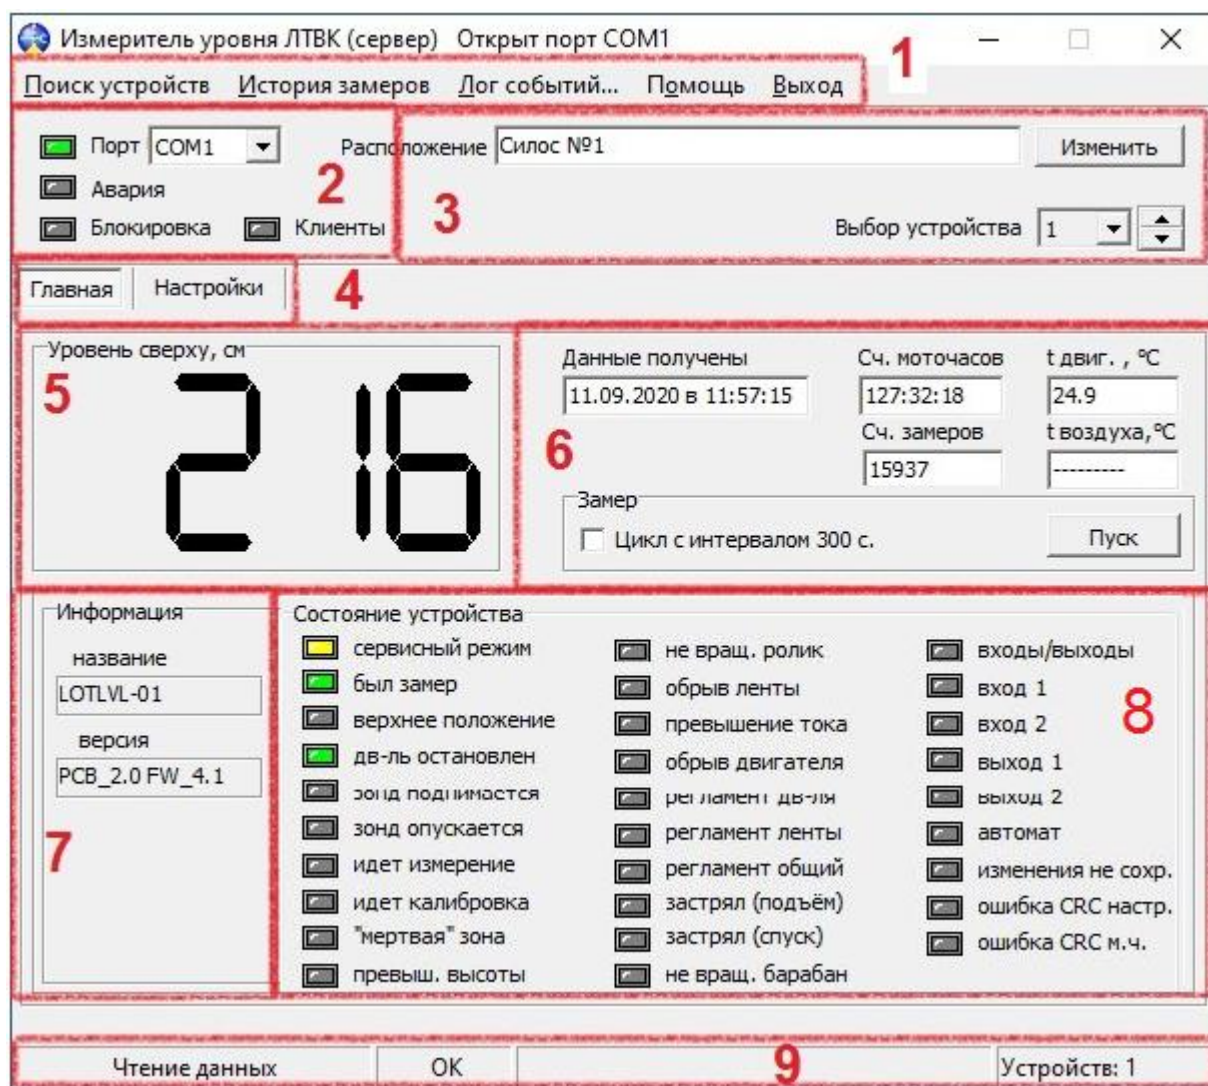 Измеритель уровня ЛТВК (сервер) Открыт порт COM1
1
Поиск устройств История замеров Лог событий... Помощь Выход
Порт COM1
Авария
Блокировка Клиенты
2
Расположение Силос №1 Изменить
3
Выбор устройства 1
Главная Настройки
4
Уровень сверху, см
5
216
Данные получены Сч. моточасов t двиг. , °C
11.09.2020 в 11:57:15 127:32:18 24.9
6
Сч. замеров t воздуха,°C
15937 ---------
Замер
Цикл с интервалом 300 с. Пуск
Информация
название
LOTLVL-01
версия
PCB_2.0 FW_4.1
7
Состояние устройства
сервисный режим
был замер
верхнее положение
дв-ль остановлен
зонд поднимается
зонд опускается
идет измерение
идет калибровка
"мертвая" зона
превыш. высоты
не вращ. ролик
обрыв ленты
превышение тока
обрыв двигателя
регламент дв-ля
регламент ленты
регламент общий
застрял (подъём)
застрял (спуск)
не вращ. барабан
входы/выходы
вход 1
вход 2
выход 1
выход 2
автомат
изменения не сохр.
ошибка CRC настр.
ошибка CRC м.ч.
8
Чтение данных OK 9 Устройств: 1